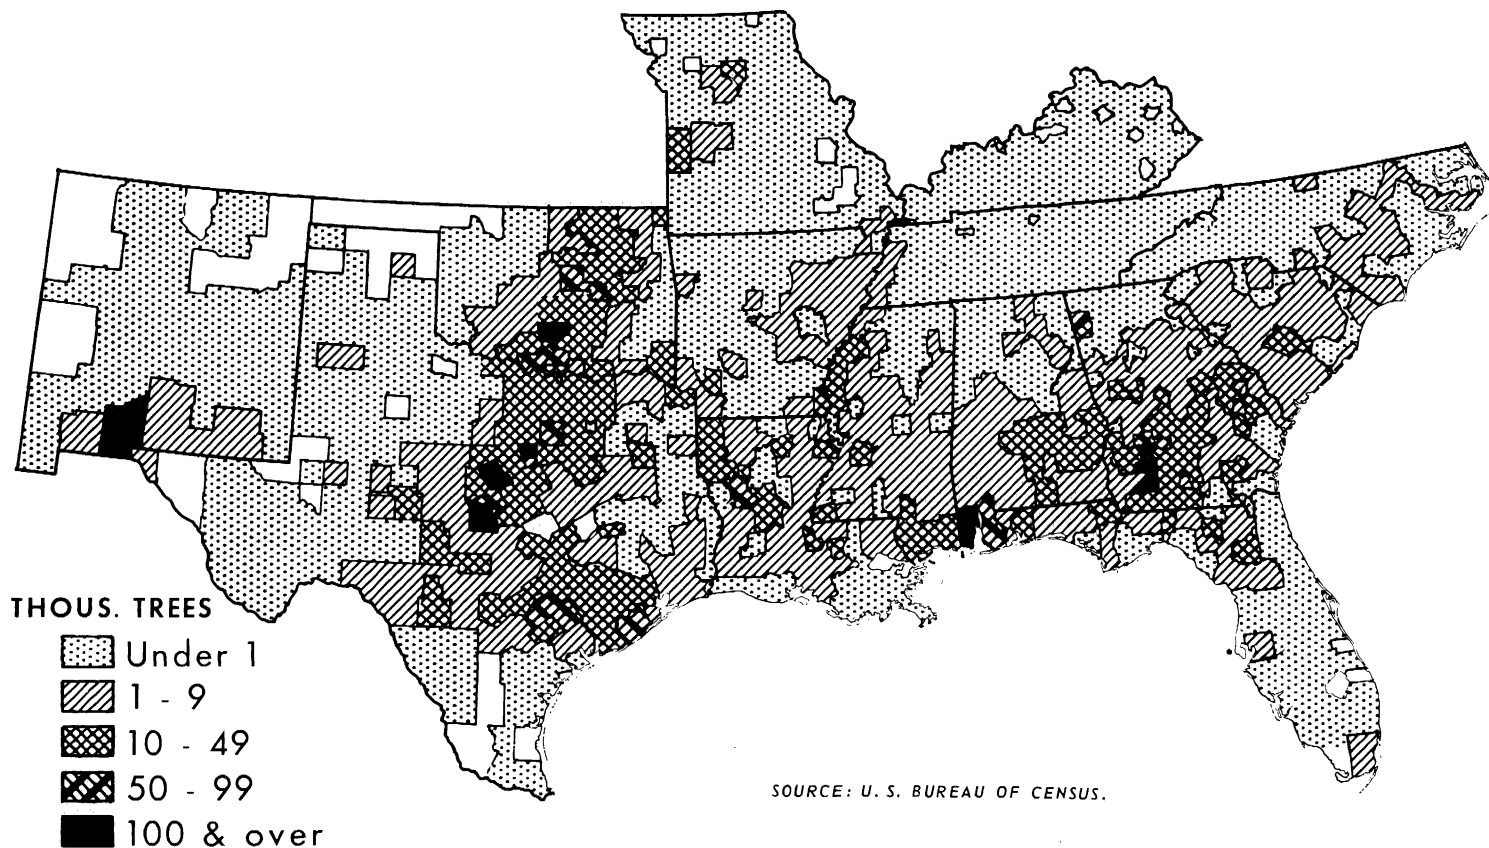 THOUS. TREES
Under 1
1 - 9
10 - 49
50 - 99
100 & over
SOURCE: U. S. BUREAU OF CENSUS.